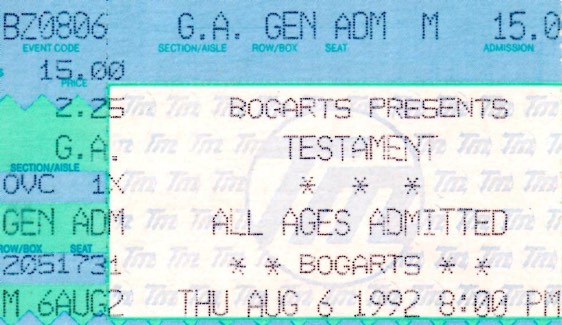 BZ0806 G.A. GEN ADM M 15.0
EVENT CODE SECTION/AISLE ROW/BOX SEAT ADMISSION
15.00
PRICE
2.25 BOGARTS PRESENTS
G.A. TESTAMENT
SECTION/AISLE
OVC 1X * * *
GEN ADM ALL AGES ADMITTED
ROW/BOX SEAT
2051731 * * BOGARTS * *
M 6AUG2 THU AUG 6 1992 8:00 PM